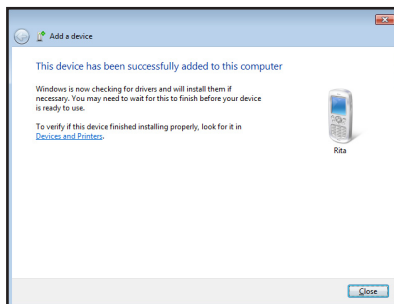 Add a device
This device has been successfully added to this computer
Windows is now checking for drivers and will install them if
necessary. You may need to wait for this to finish before your device
is ready to use.
To verify if this device finished installing properly, look for it in
Devices and Printers.
Rita
Close